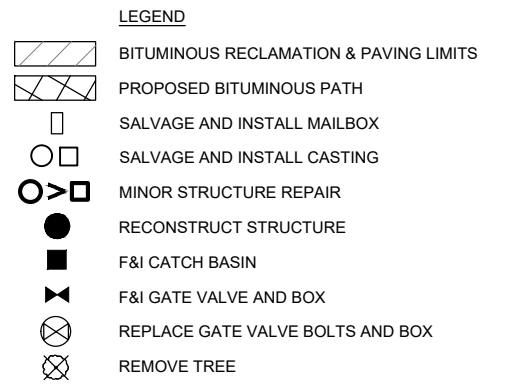 LEGEND
BITUMINOUS RECLAMATION & PAVING LIMITS
PROPOSED BITUMINOUS PATH
SALVAGE AND INSTALL MAILBOX
SALVAGE AND INSTALL CASTING
MINOR STRUCTURE REPAIR
RECONSTRUCT STRUCTURE
F&I CATCH BASIN
F&I GATE VALVE AND BOX
REPLACE GATE VALVE BOLTS AND BOX
REMOVE TREE